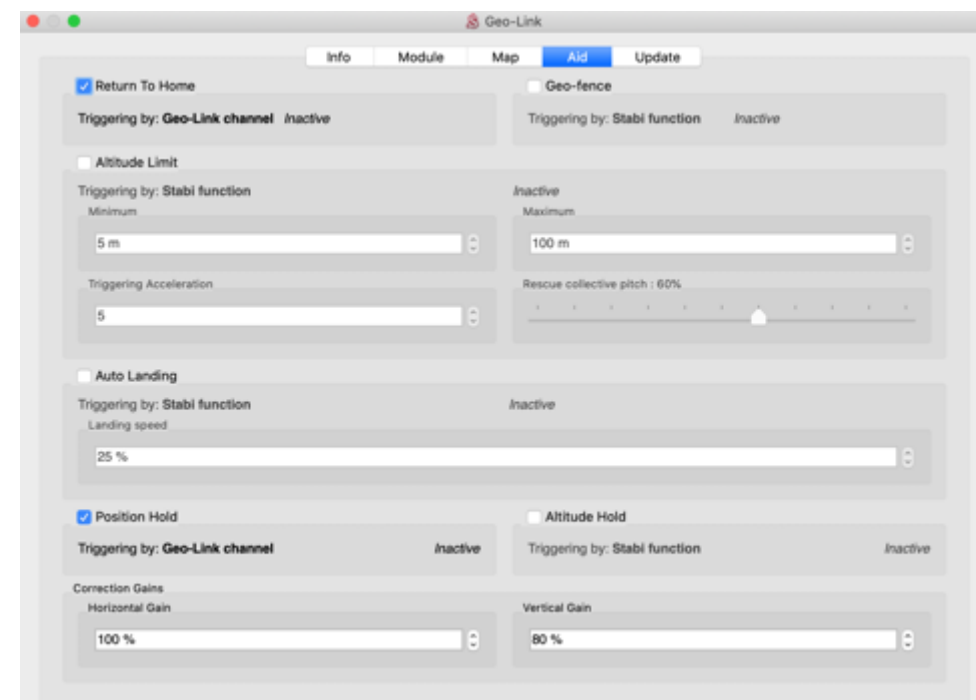 Geo-Link
Info Module Map Aid Update
Return To Home Geo-fence
Triggering by: Geo-Link channel Inactive Triggering by: Stabi function Inactive
Altitude Limit
Triggering by: Stabi function Inactive
Minimum Maximum
5 m 100 m
Triggering Acceleration Rescue collective pitch : 60%
5
Auto Landing
Triggering by: Stabi function Inactive
Landing speed
25 %
Position Hold Altitude Hold
Triggering by: Geo-Link channel Inactive Triggering by: Stabi function Inactive
Correction Gains
Horizontal Gain Vertical Gain
100 % 80 %